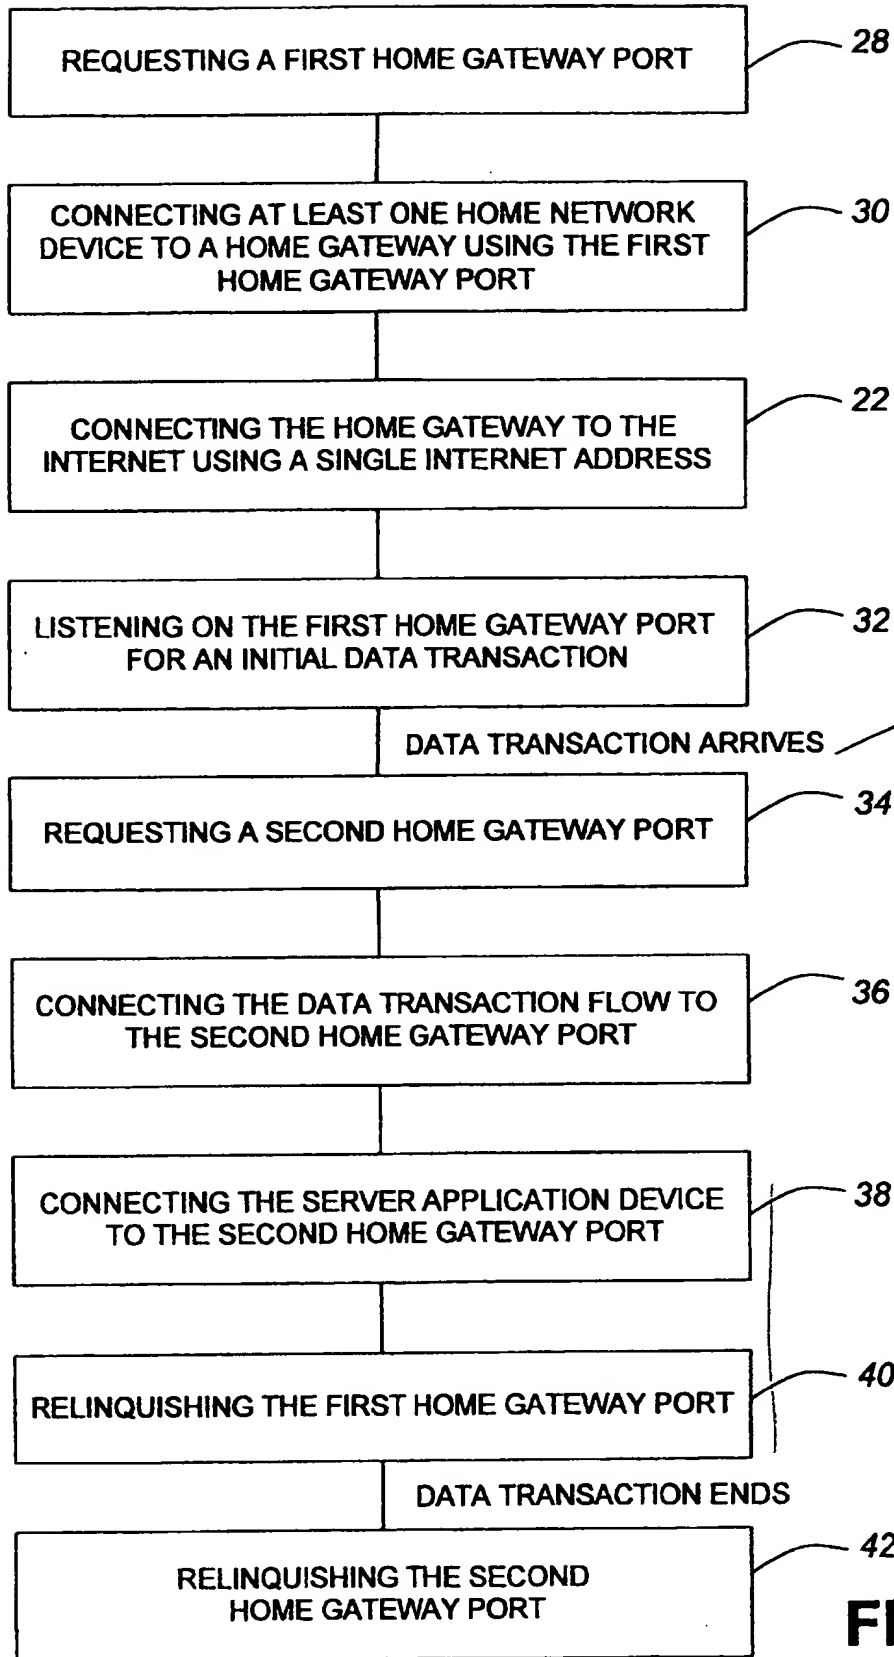 REQUESTING A FIRST HOME GATEWAY PORT
28
CONNECTING AT LEAST ONE HOME NETWORK
DEVICE TO A HOME GATEWAY USING THE FIRST
HOME GATEWAY PORT
30
CONNECTING THE HOME GATEWAY TO THE
INTERNET USING A SINGLE INTERNET ADDRESS
22
LISTENING ON THE FIRST HOME GATEWAY PORT
FOR AN INITIAL DATA TRANSACTION
32
DATA TRANSACTION ARRIVES
REQUESTING A SECOND HOME GATEWAY PORT
34
CONNECTING THE DATA TRANSACTION FLOW TO
THE SECOND HOME GATEWAY PORT
36
CONNECTING THE SERVER APPLICATION DEVICE
TO THE SECOND HOME GATEWAY PORT
38
RELINQUISHING THE FIRST HOME GATEWAY PORT
40
DATA TRANSACTION ENDS
RELINQUISHING THE SECOND
HOME GATEWAY PORT
42